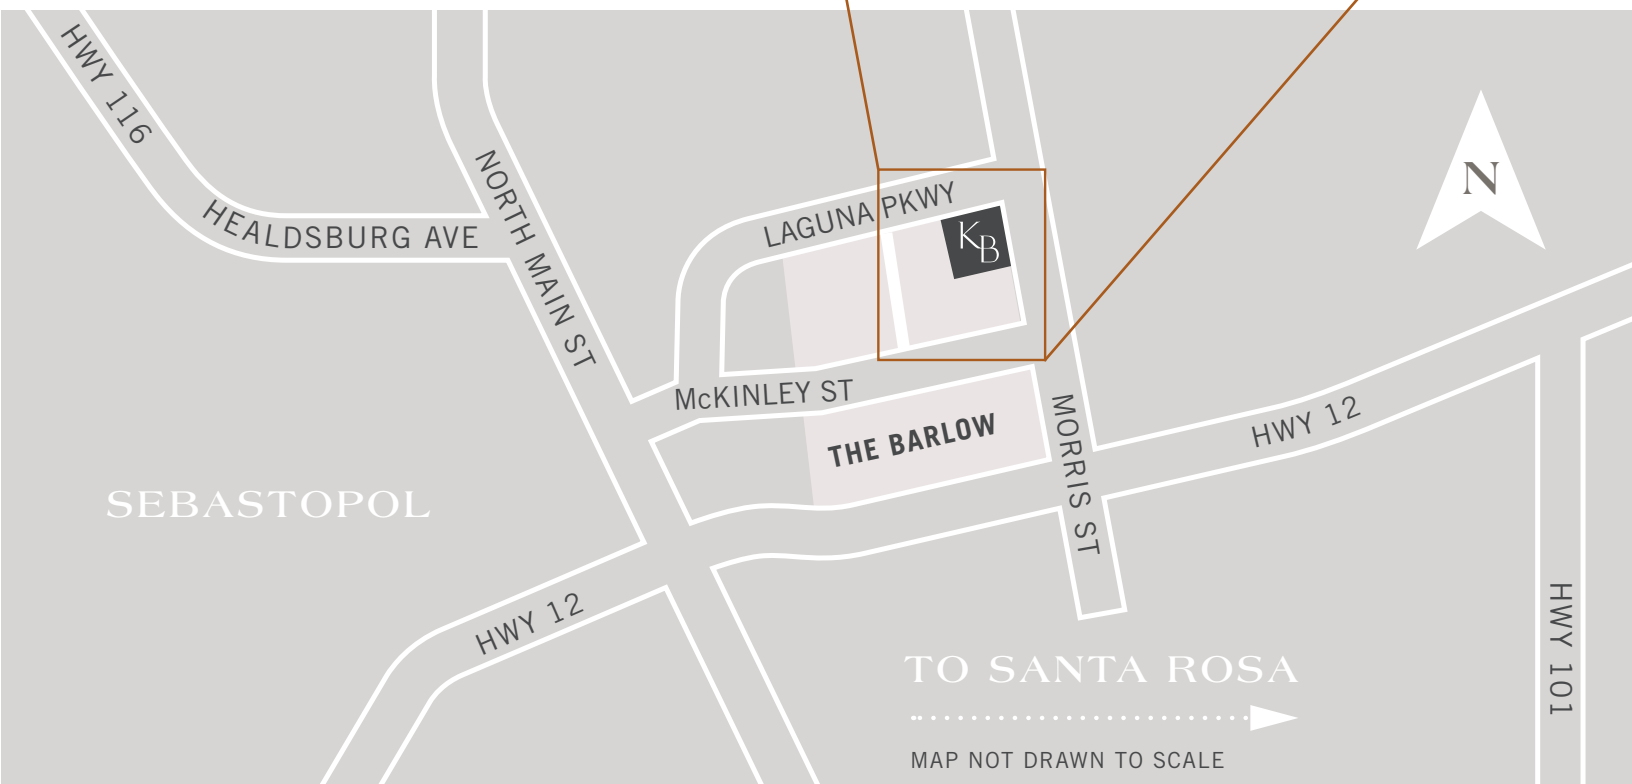 HWY 116
HEALDSBURG AVE
NORTH MAIN ST
LAGUNA PKWY
KB
N
McKINLEY ST
THE BARLOW
MORRIS ST
HWY 12
SEBASTOPOL
HWY 12
HWY 101
TO SANTA ROSA
MAP NOT DRAWN TO SCALE